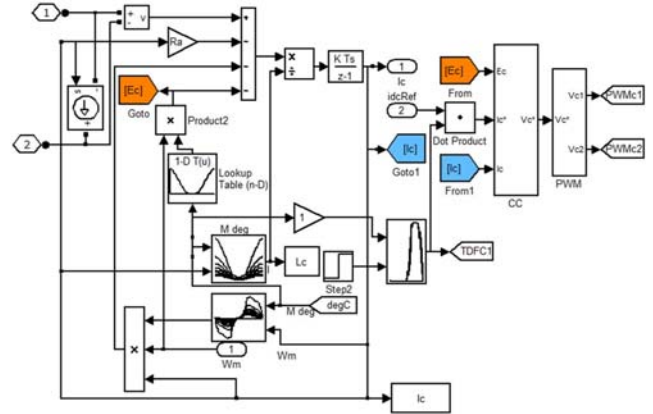 1
v
+
-
Ra
+
-
-
-
×
÷
K Ts
z-1
1
Ic
[Ec]
Goto
×
Product2
idcRef
2
[Ec]
From
Ec
Ic*
Vc*
Dot Product
Vc*
Vc1
PWMc1
Vc2
PWMc2
s
-
+
2
1-D T(u)
Lookup
Table (n-D)
[Ic]
Goto1
[Ic]
From1
Ic
CC
PWM
1
M deg
Lc
Step2
TDFC1
M deg
degC
×
1
Wm
Wm
Ic